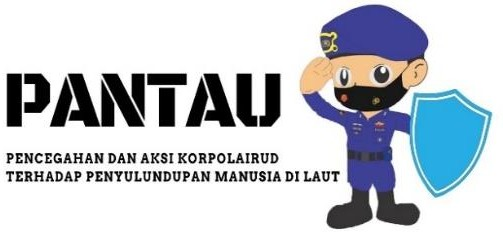 PANTAU
PENCEGAHAN DAN AKSI KORPOLAIRUD
TERHADAP PENYULUNDUPAN MANUSIA DI LAUT